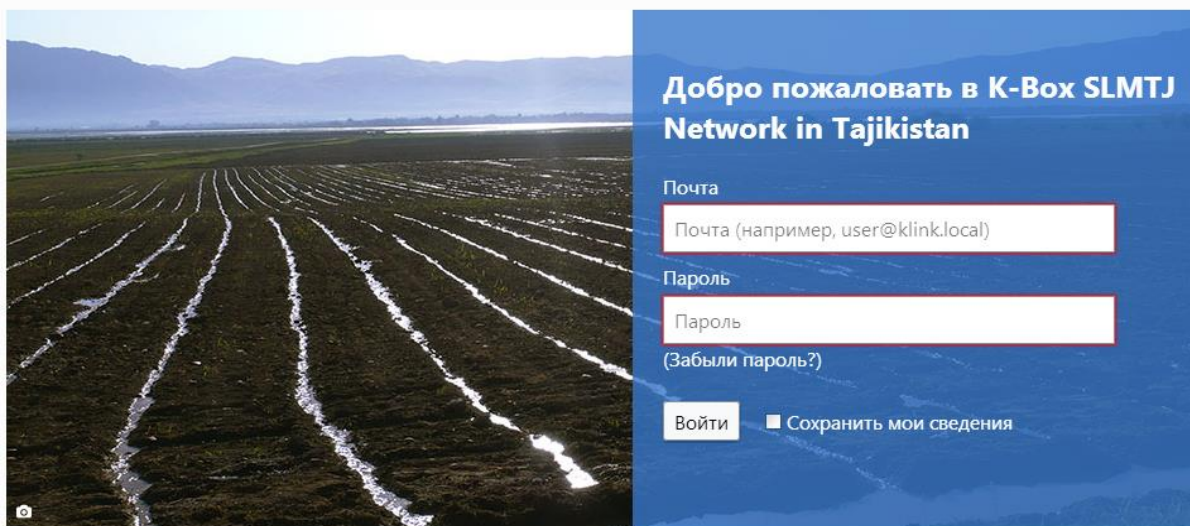 Добро пожаловать в K-Box SLMTJ
Network in Tajikistan
Почта
Почта (например, user@klink.local)
Пароль
Пароль
(Забыли пароль?)
Войти
Сохранить мои сведения